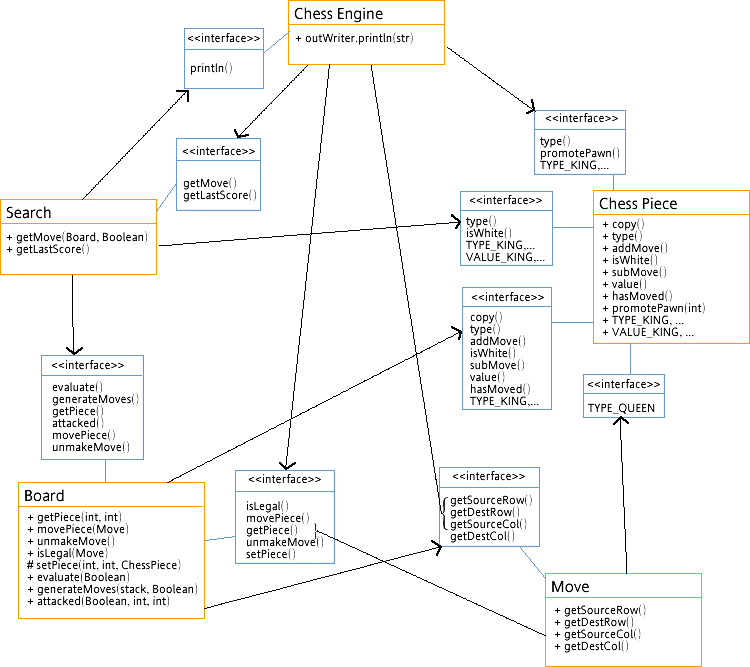 Chess Engine
+ outWriter.println(str)
<<interface>>
println()
<<interface>>
type()
promotePawn()
TYPE_KING,...
<<interface>>
getMove()
getLastScore()
Search
+ getMove(Board, Boolean)
+ getLastScore()
<<interface>>
type()
isWhite()
TYPE_KING,...
VALUE_KING,...
Chess Piece
+ copy()
+ type()
+ addMove()
+ isWhite()
+ subMove()
+ value()
+ hasMoved()
+ promotePawn(int)
+ TYPE_KING, ...
+ VALUE_KING, ...
<<interface>>
copy()
type()
addMove()
isWhite()
subMove()
value()
hasMoved()
TYPE_KING,...
<<interface>>
evaluate()
generateMoves()
getPiece()
attacked()
movePiece()
unmakeMove()
<<interface>>
TYPE_QUEEN
Board
+ getPiece(int, int)
+ movePiece(Move)
+ unmakeMove()
+ isLegal(Move)
# setPiece(int, int, ChessPiece)
+ evaluate(Boolean)
+ generateMoves(stack, Boolean)
+ attacked(Boolean, int, int)
<<interface>>
isLegal()
movePiece()
getPiece()
unmakeMove()
setPiece()
<<interface>>
getSourceRow()
getDestRow()
getSourceCol()
getDestCol()
Move
+ getSourceRow()
+ getDestRow()
+ getSourceCol()
+ getDestCol()